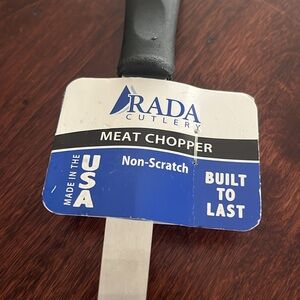 RADA
CUTLERY
MEAT CHOPPER
Non-Scratch
MADE IN THE
USA
BUILT
TO
LAST